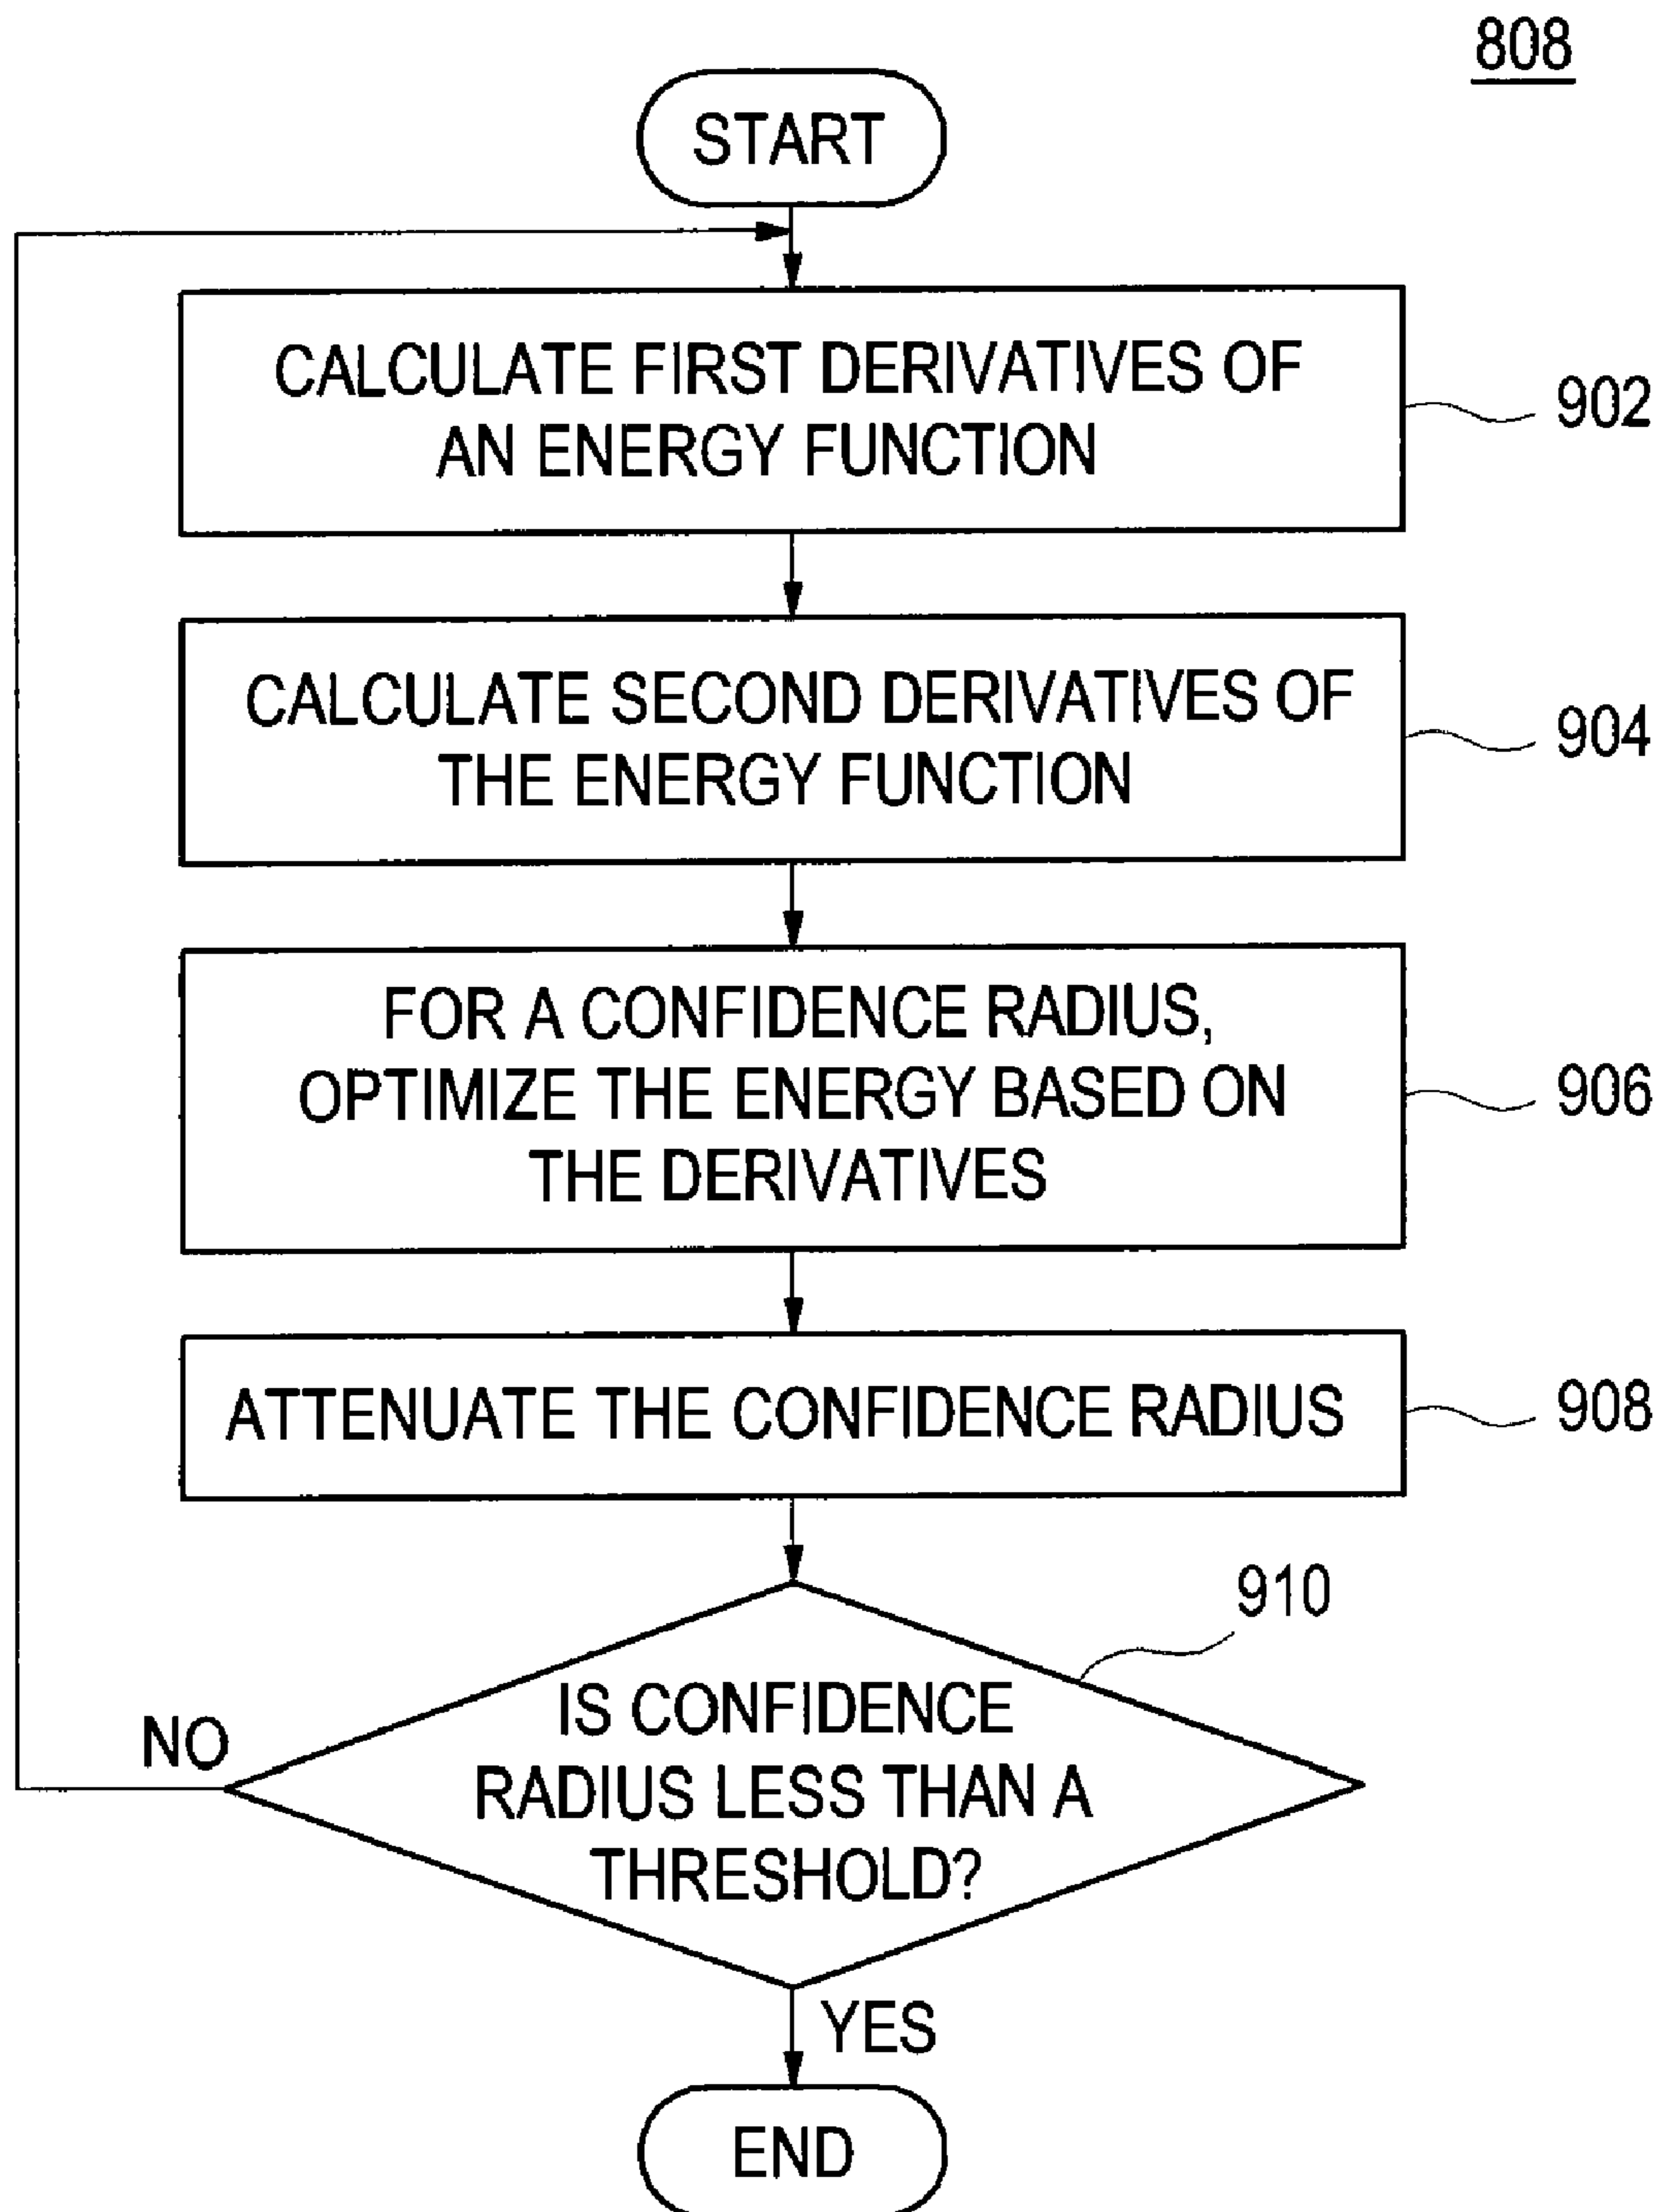 808
START
CALCULATE FIRST DERIVATIVES OF
AN ENERGY FUNCTION
902
CALCULATE SECOND DERIVATIVES OF
THE ENERGY FUNCTION
904
FOR A CONFIDENCE RADIUS,
OPTIMIZE THE ENERGY BASED ON
THE DERIVATIVES
906
ATTENUATE THE CONFIDENCE RADIUS
908
910
IS CONFIDENCE
RADIUS LESS THAN A
THRESHOLD?
NO
YES
END